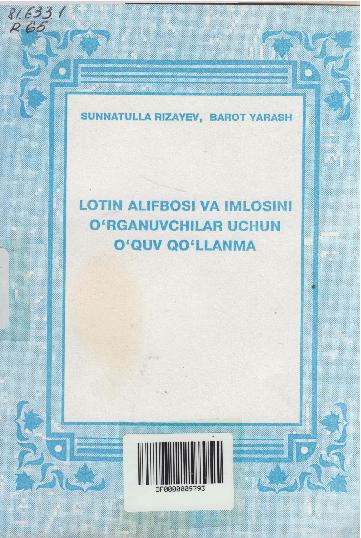 81.633.1
R 65
SUNNATULLA RIZAYEV, BAROT YARASH
LOTIN ALIFBOSI VA IMLOSINI
O‘RGANUVCHILAR UCHUN
O‘QUV QO‘LLANMA